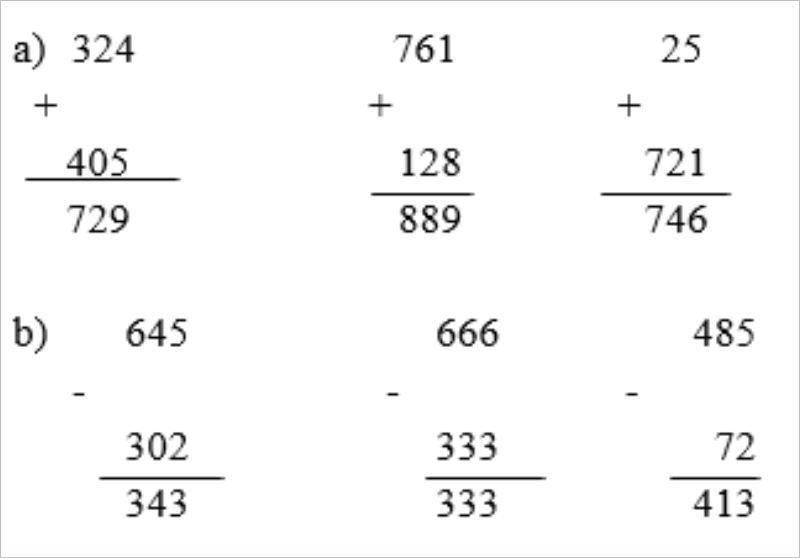 a) 324 761 25
+ + +
405 128 721
729 889 746
b) 645 666 485
- - -
302 333 72
343 333 413